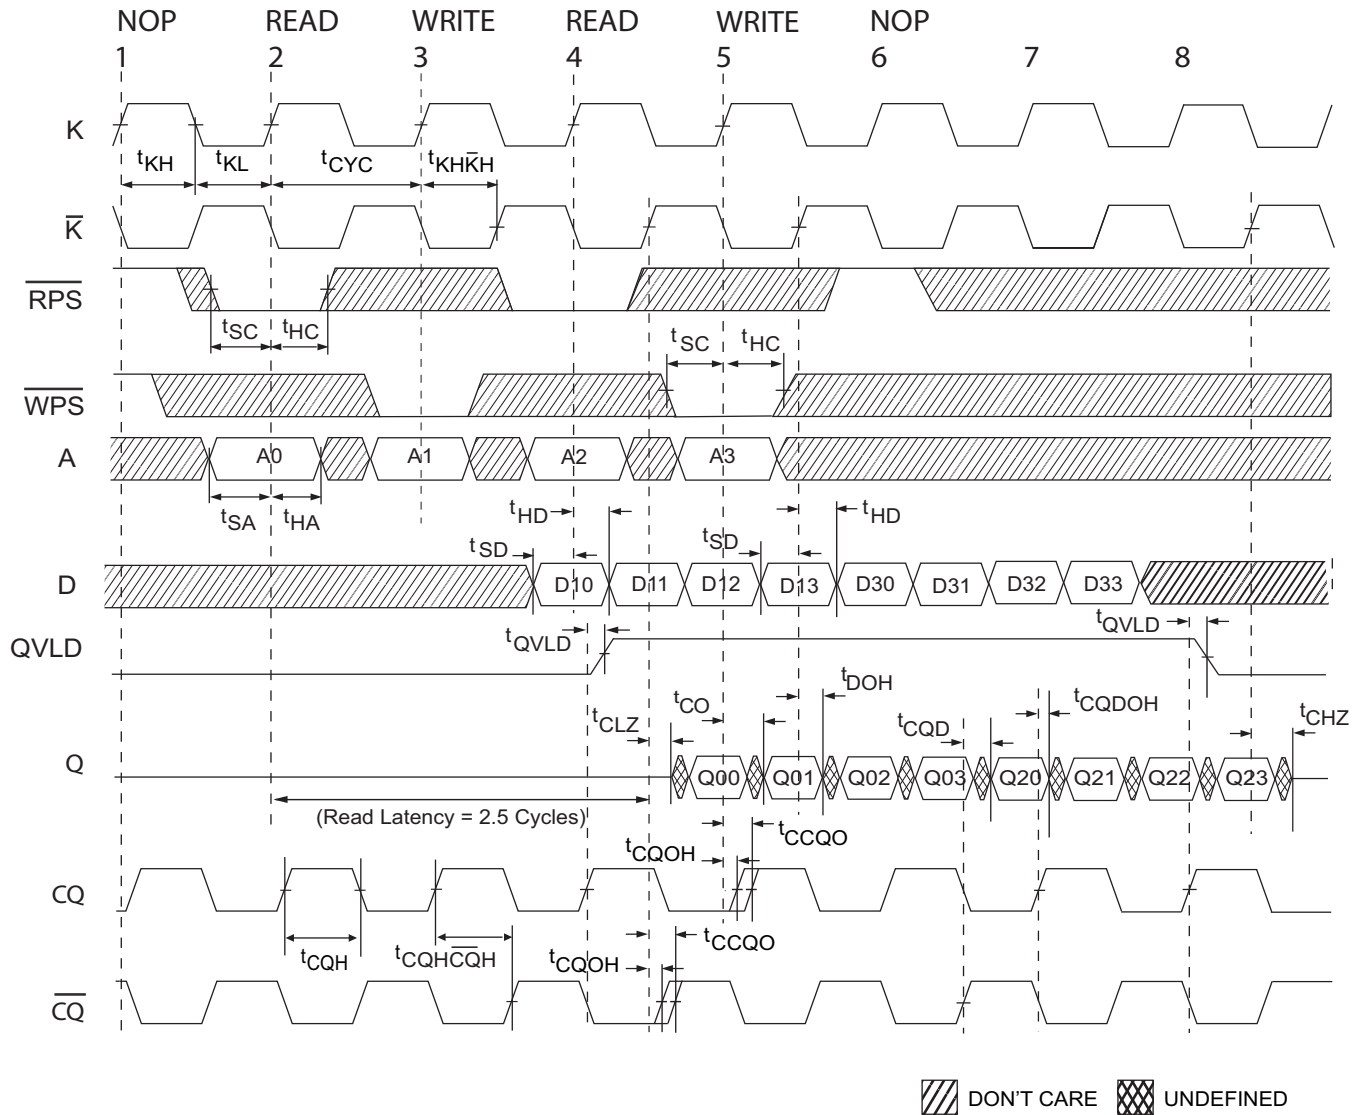 NOP READ WRITE READ WRITE NOP
1 2 3 4 5 6 7 8
K
tKH tKL tCYC tKHK̅H
K̅
R̅P̅S̅
tSC tHC tSC tHC
W̅P̅S̅
A A0 A1 A2 A3
tSA tHA tHD tHD
tSD tSD
D D10 D11 D12 D13 D30 D31 D32 D33
QVLD tQVLD tQVLD
tCLZ tCO tDOH tCQD tCQDOH tCHZ
Q Q00 Q01 Q02 Q03 Q20 Q21 Q22 Q23
(Read Latency = 2.5 Cycles)
tCQOH tCCQO
CQ
tCQH tCQHC̅Q̅H tCQOH tCCQO
C̅Q̅
DON'T CARE UNDEFINED